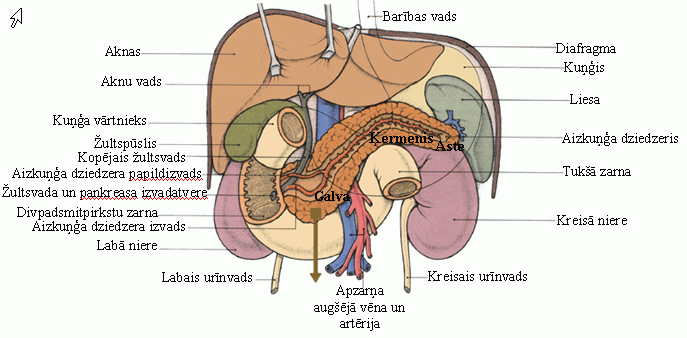 Barības vads
Aknas
Diafragma
Kuņģis
Aknu vads
Liesa
Kuņģa vārtnieks
Ķermenis
Aizkuņģa dziedzeris
Žultspūslis
Aste
Kopējais žultsvads
Tukšā zarna
Aizkuņģa dziedzera papildizvads
Žultsvada un pankreasa izvadatvere
Galva
Divpadsmitpirkstu zarna
Kreisā niere
Aizkuņģa dziedzera izvads
Labā niere
Labais urīnvads
Kreisais urīnvads
Apzarņa
augšējā vēna un
artērija